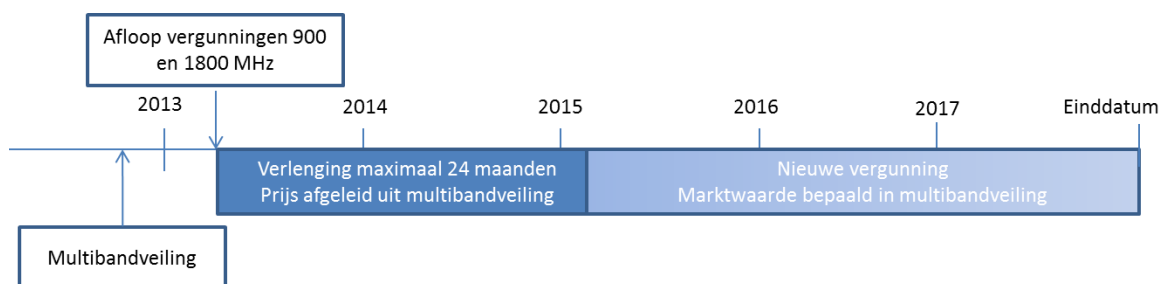 Afloop vergunningen 900
en 1800 MHz
2013
2014
2015
2016
2017
Einddatum
Verlenging maximaal 24 maanden
Prijs afgeleid uit multibandveiling
Nieuwe vergunning
Marktwaarde bepaald in multibandveiling
Multibandveiling